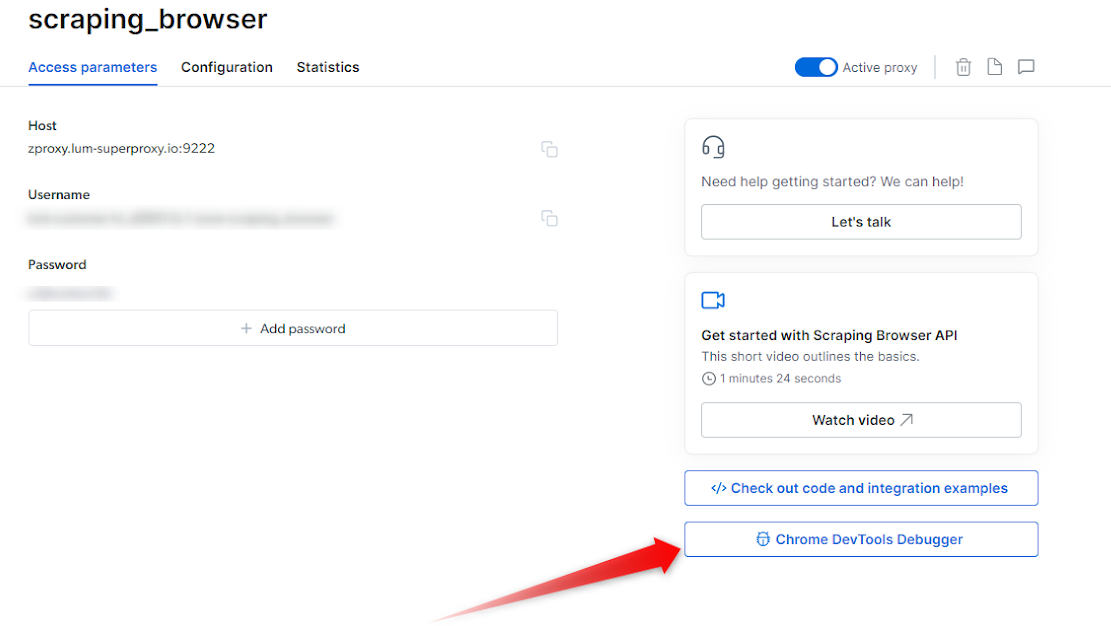 scraping_browser
Access parameters Configuration Statistics
Active proxy
Host
zproxy.lum-superproxy.io:9222
Username
Password
+ Add password
Need help getting started? We can help!
Let's talk
Get started with Scraping Browser API
This short video outlines the basics.
1 minutes 24 seconds
Watch video
</> Check out code and integration examples
Chrome DevTools Debugger